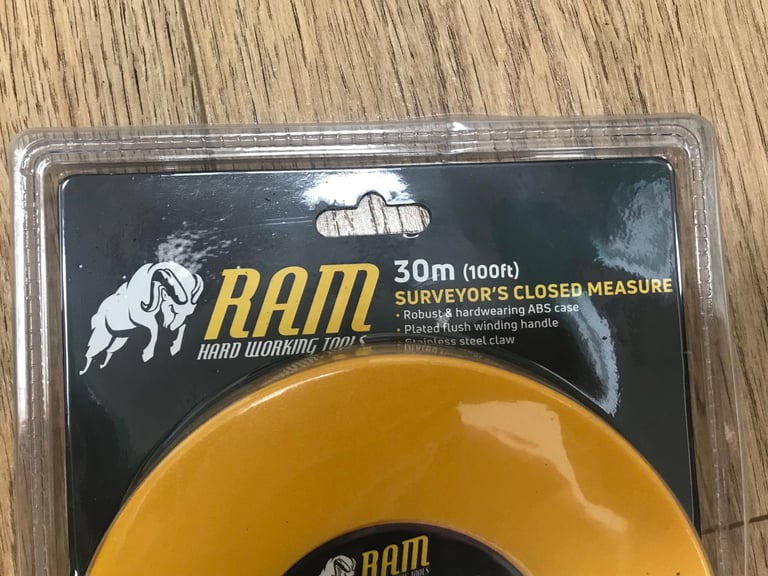 RAM
HARD WORKING TOOLS
30m (100ft)
SURVEYOR'S CLOSED MEASURE
• Robust & hardwearing ABS case
• Plated flush winding handle
• Stainless steel claw
RAM